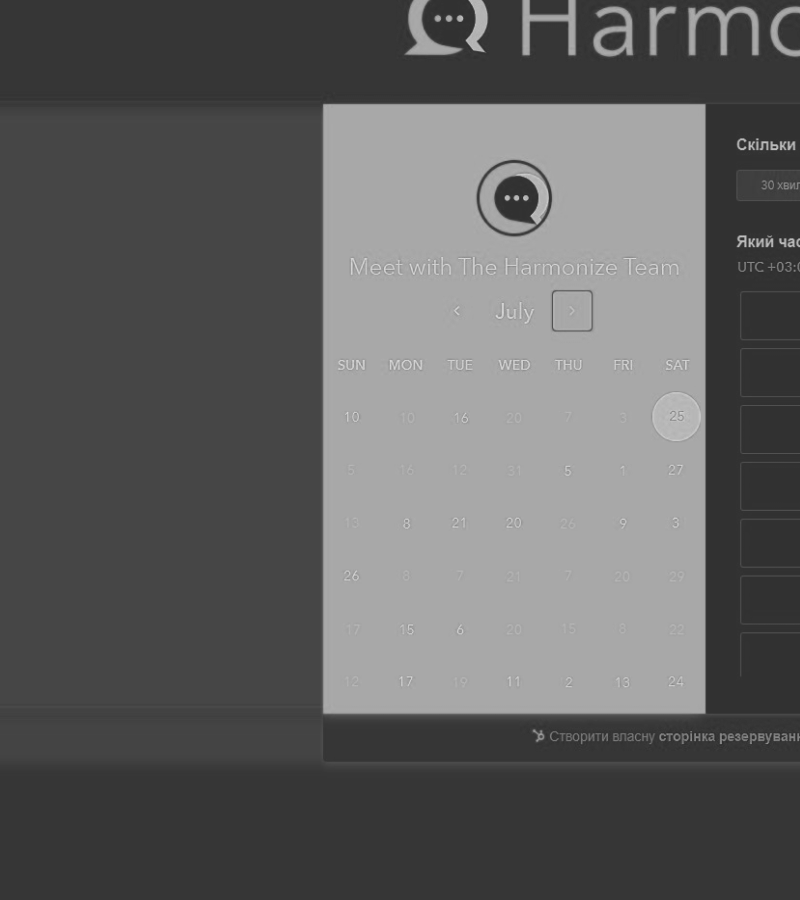 Harmo
Скільки
30 хвил
Який час
UTC +03:0
Meet with The Harmonize Team
July
SUN MON TUE WED THU FRI SAT
10 10 16 20 7 3 25
5 16 12 31 5 1 27
13 8 21 20 26 9 3
26 8 7 21 7 20 29
17 15 6 20 15 8 22
12 17 19 11 2 13 24
Створити власну сторінка резервуван